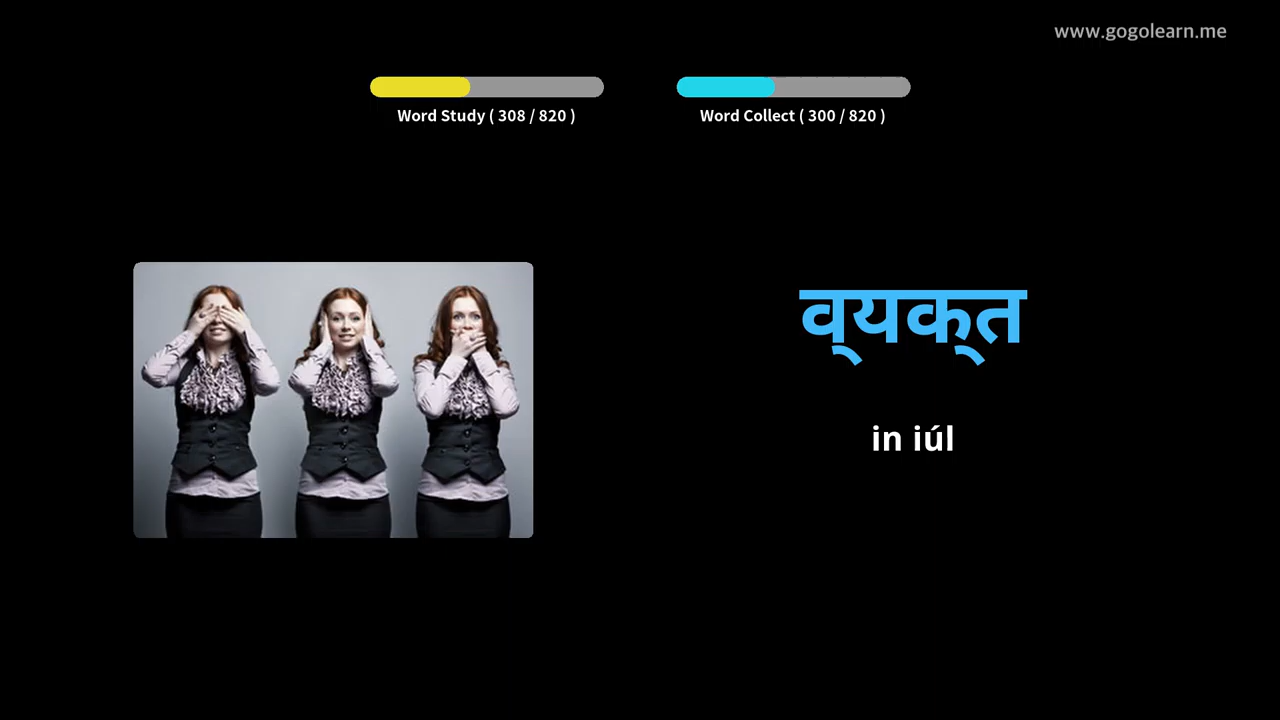 www.gogolearn.me
Word Study ( 308 / 820 )
Word Collect ( 300 / 820 )
व्‌यक्‌त
in iúl